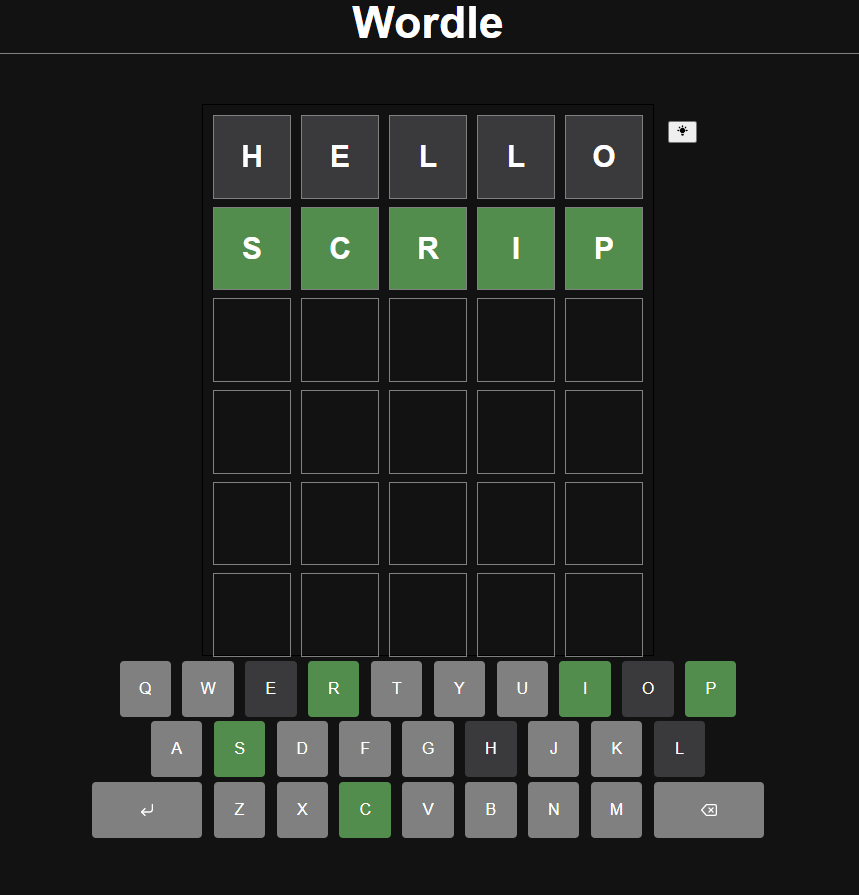 Wordle
H E L L O
S C R I P
Q W E R T Y U I O P
A S D F G H J K L
Z X C V B N M